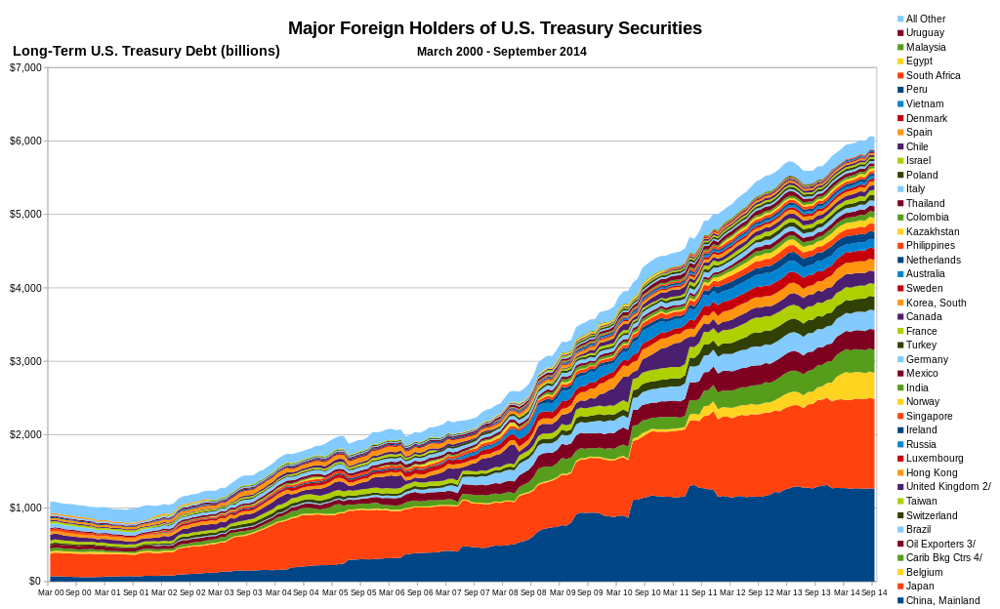 Major Foreign Holders of U.S. Treasury Securities
Long-Term U.S. Treasury Debt (billions)
March 2000 - September 2014
$7,000
$6,000
$5,000
$4,000
$3,000
$2,000
$1,000
$0
Mar 00 Sep 00 Mar 01 Sep 01 Mar 02 Sep 02 Mar 03 Sep 03 Mar 04 Sep 04 Mar 05 Sep 05 Mar 06 Sep 06 Mar 07 Sep 07 Mar 08 Sep 08 Mar 09 Sep 09 Mar 10 Sep 10 Mar 11 Sep 11 Mar 12 Sep 12 Mar 13 Sep 13 Mar 14 Sep 14
All Other
Uruguay
Malaysia
Egypt
South Africa
Peru
Vietnam
Denmark
Spain
Chile
Israel
Poland
Italy
Thailand
Colombia
Kazakhstan
Philippines
Netherlands
Australia
Sweden
Korea, South
Canada
France
Turkey
Germany
Mexico
India
Norway
Singapore
Ireland
Russia
Luxembourg
Hong Kong
United Kingdom 2/
Taiwan
Switzerland
Brazil
Oil Exporters 3/
Carib Bkg Ctrs 4/
Belgium
Japan
China, Mainland